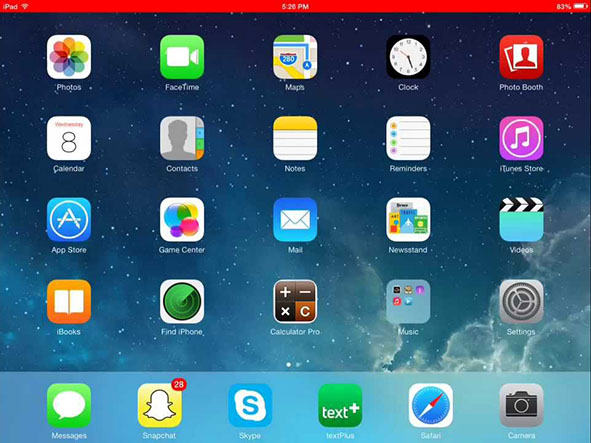 iPad 5:26 PM 83%
Photos FaceTime Maps Clock Photo Booth
280
Wednesday
8
Calendar Contacts Notes Reminders iTunes Store
App Store Game Center Mail Newsstand Videos
C
iBooks Find iPhone Calculator Pro Music Settings
28
S
text+
Messages Snapchat Skype textPlus Safari Camera